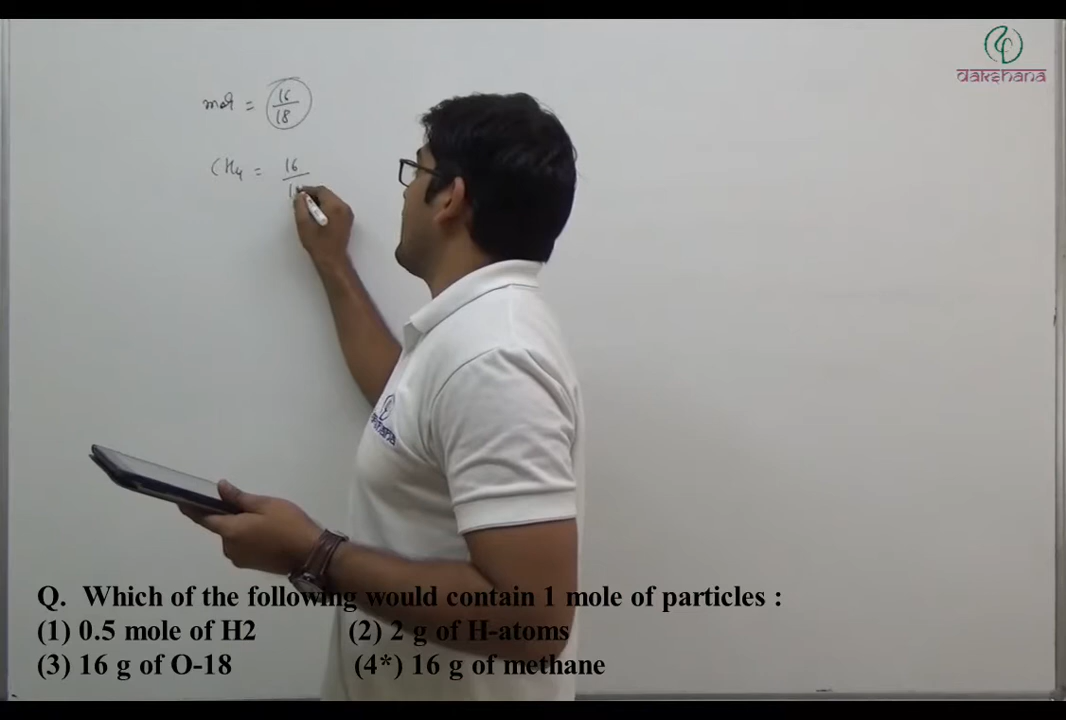 dakshana
mol = 16/18
CH4 = 16/
Q. Which of the following would contain 1 mole of particles :
(1) 0.5 mole of H2 (2) 2 g of H-atoms
(3) 16 g of O-18 (4*) 16 g of methane